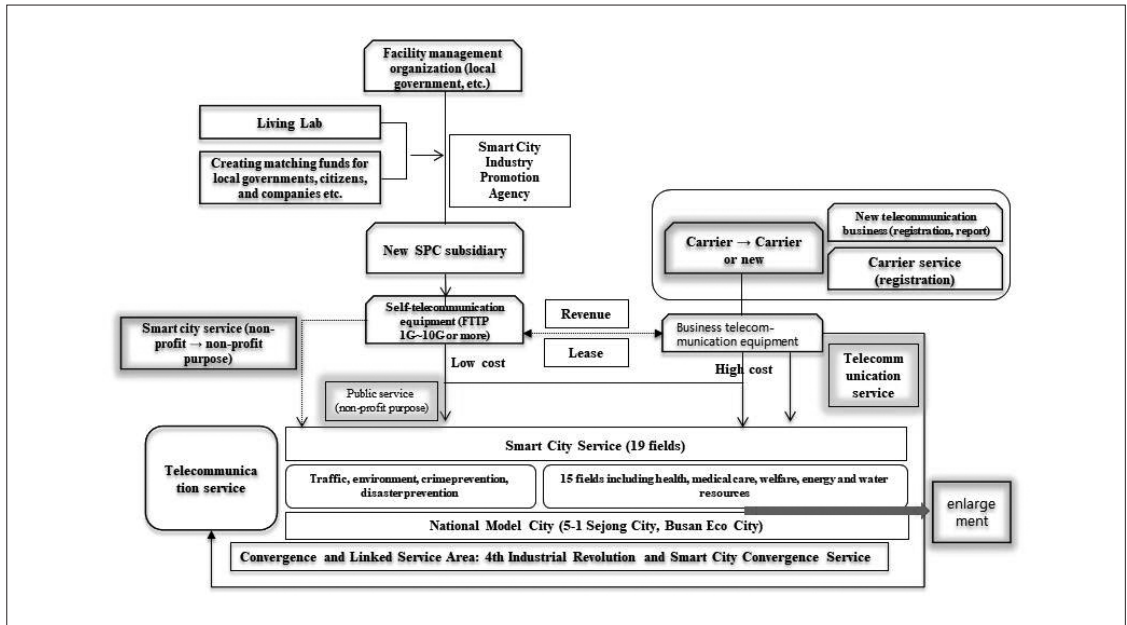 Facility management
organization (local
government, etc.)
Living Lab
Creating matching funds for
local governments, citizens,
and companies etc.
Smart City
Industry
Promotion
Agency
New SPC subsidiary
Carrier → Carrier
or new
New telecommunication
business (registration, report)
Carrier service
(registration)
Self-telecommunication
equipment (FTTP
1G~10G or more)
Revenue
Lease
Business telecom-
munication equipment
Smart city service (non-
profit → non-profit
purpose)
Low cost
High cost
Telecomm
unication
service
Public service
(non-profit purpose)
Smart City Service (19 fields)
Telecommunica
tion service
Traffic, environment, crimeprevention,
disasterprevention
15 fields including health, medical care, welfare, energy and water
resources
enlarge
ment
National Model City (5-1 Sejong City, Busan Eco City)
Convergence and Linked Service Area: 4th Industrial Revolution and Smart City Convergence Service